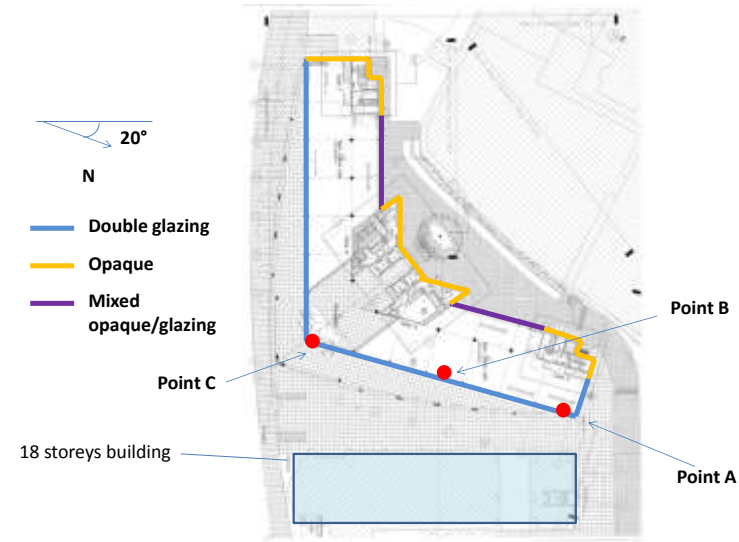 20°
N
Double glazing
Opaque
Mixed
opaque/glazing
Point B
Point C
18 storeys building
Point A